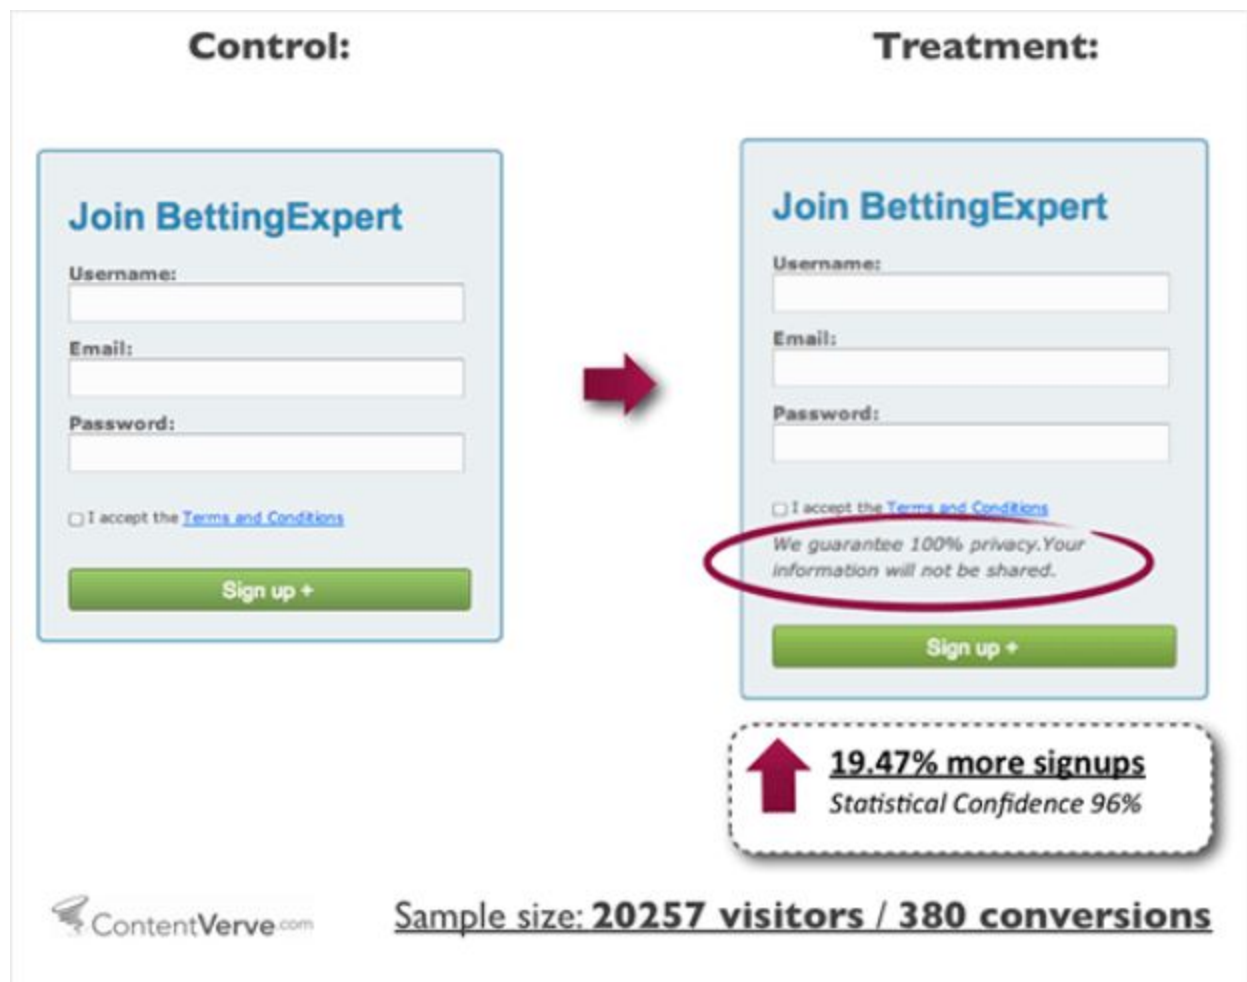 Control:
Treatment:
Join BettingExpert
Username:
Email:
Password:
I accept the Terms and Conditions
Sign up +
Join BettingExpert
Username:
Email:
Password:
I accept the Terms and Conditions
We guarantee 100% privacy.Your
information will not be shared.
Sign up +
19.47% more signups
Statistical Confidence 96%
ContentVerve.com
Sample size: 20257 visitors / 380 conversions